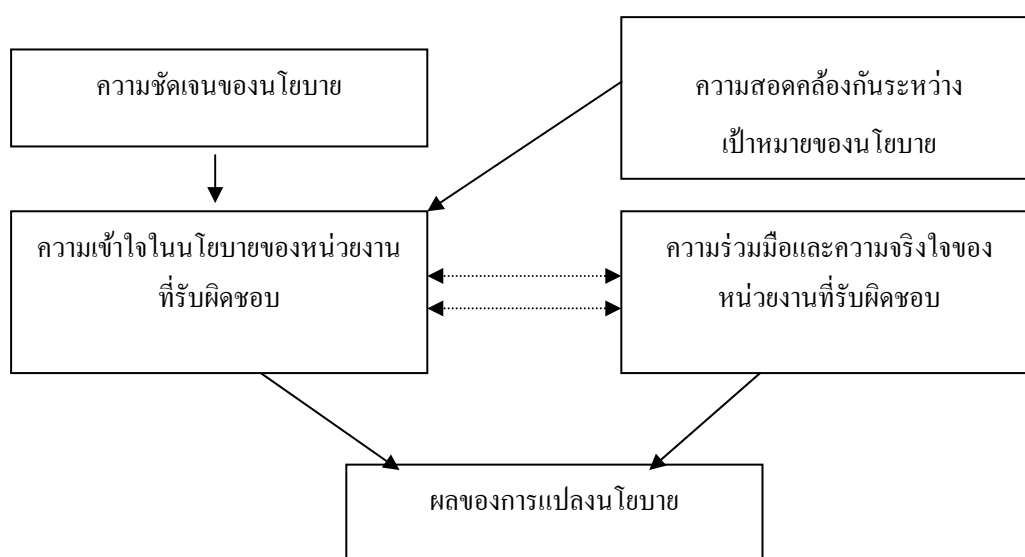 ความชัดเจนของนโยบาย
ความสอดคล้องกันระหว่าง
เป้าหมายของนโยบาย
ความเข้าใจในนโยบายของหน่วยงาน
ที่รับผิดชอบ
ความร่วมมือและความจริงใจของ
หน่วยงานที่รับผิดชอบ
ผลของการแปลงนโยบาย